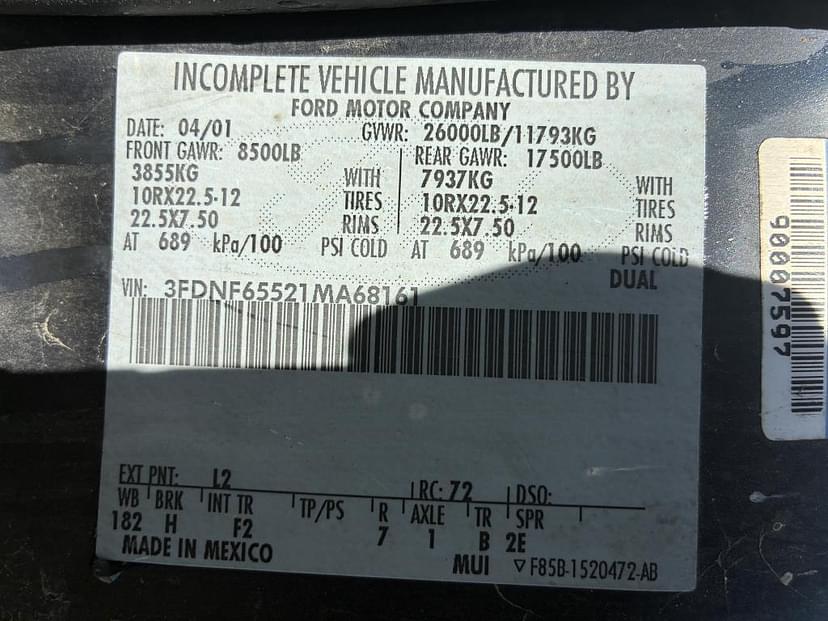 INCOMPLETE VEHICLE MANUFACTURED BY
FORD MOTOR COMPANY
DATE: 04/01 GVWR: 26000LB/11793KG
FRONT GAWR: 8500LB REAR GAWR: 17500LB
3855KG WITH 7937KG WITH
10RX22.5-12 TIRES 10RX22.5-12 TIRES
22.5X7.50 RIMS 22.5X7.50 RIMS
AT 689 kPa/100 PSI COLD AT 689 kPa/100 PSI COLD
DUAL
VIN: 3FDNF65521MA68161
EXT PNT: L2 RC: 72 DSO:
WB BRK INT TR TP/PS R AXLE TR SPR
182 H F2 7 1 B 2E
MADE IN MEXICO MUI ▽ F85B-1520472-AB
90007597